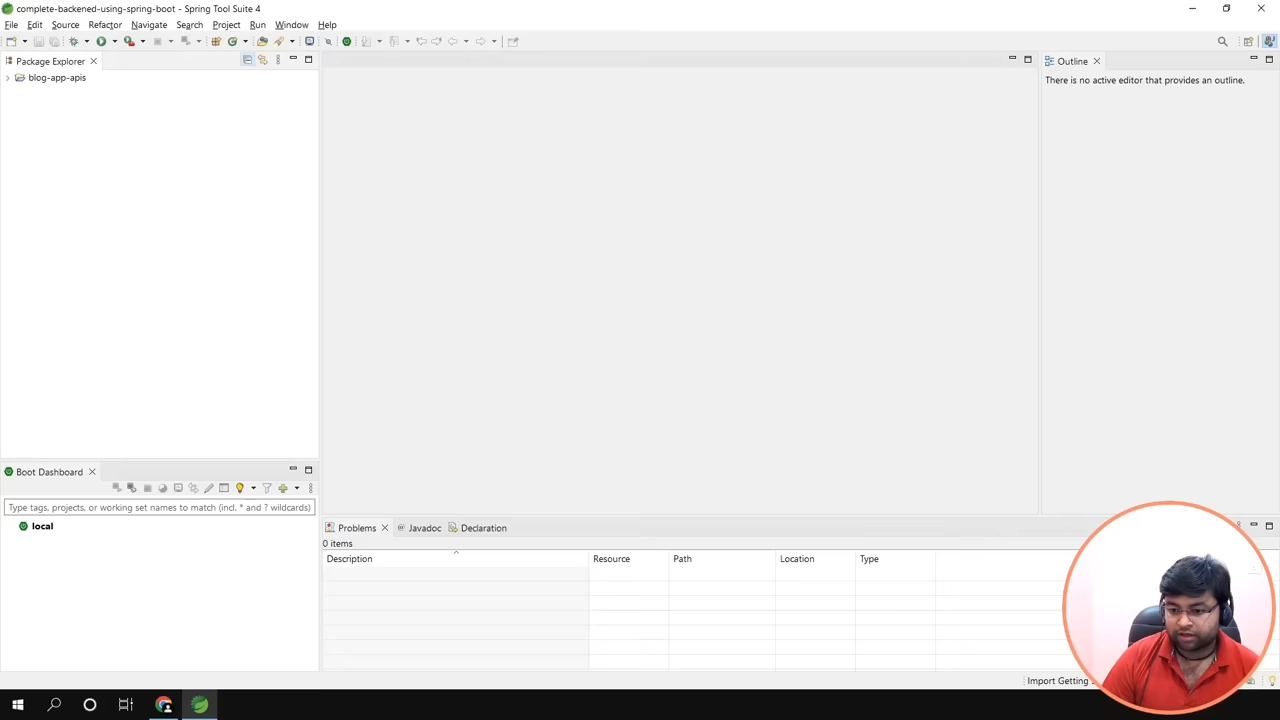 complete-backened-using-spring-boot - Spring Tool Suite 4
File Edit Source Refactor Navigate Search Project Run Window Help
Package Explorer
blog-app-apis
Outline
There is no active editor that provides an outline.
Boot Dashboard
Type tags, projects, or working set names to match (incl. * and ? wildcards)
local
Problems Javadoc Declaration
0 items
Description Resource Path Location Type
Import Getting